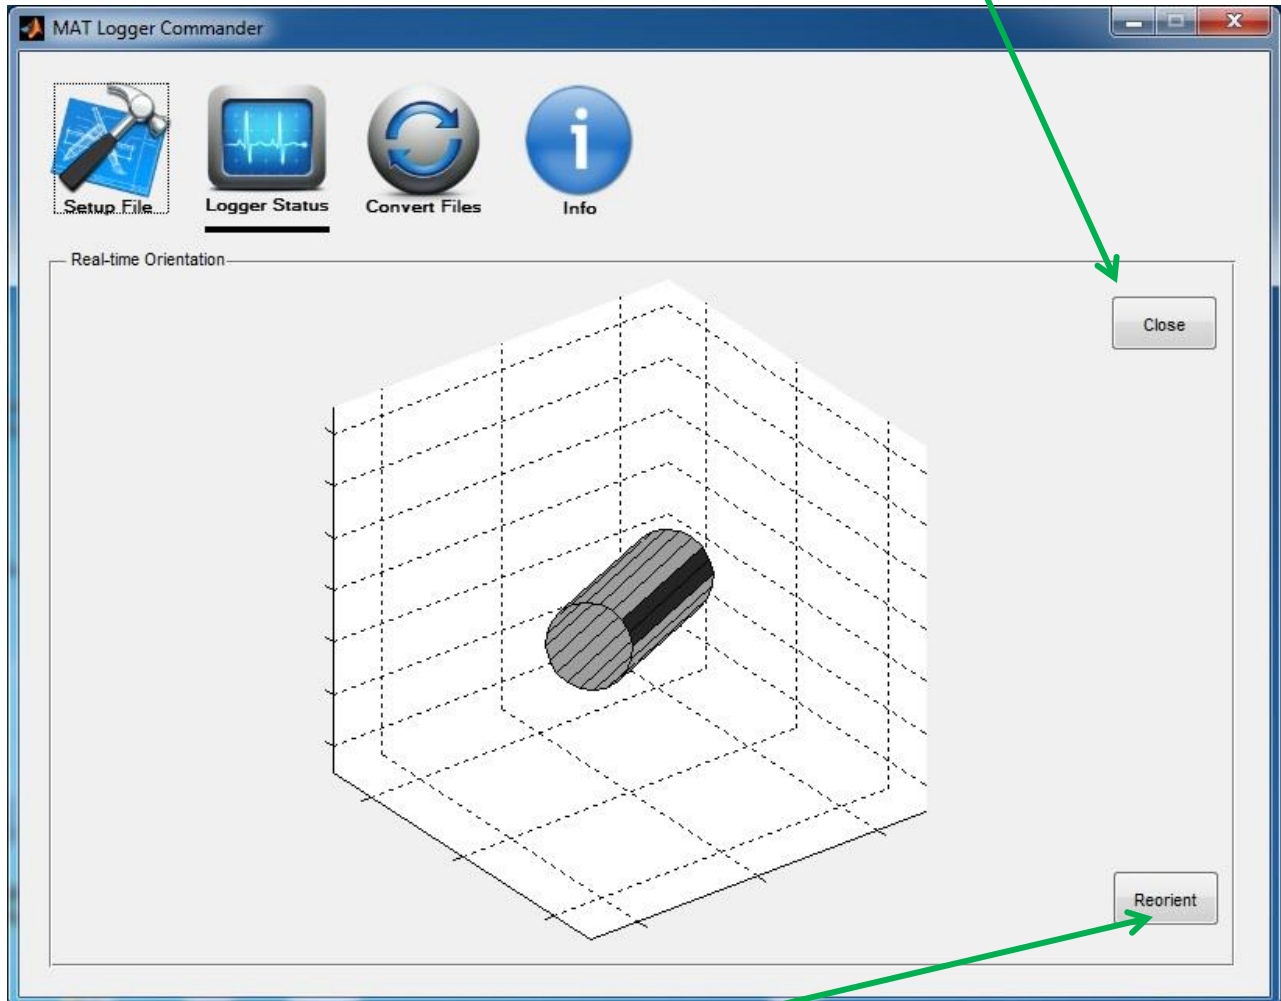 MAT Logger Commander
Setup File
Logger Status
Convert Files
Info
Real-time Orientation
Close
Reorient